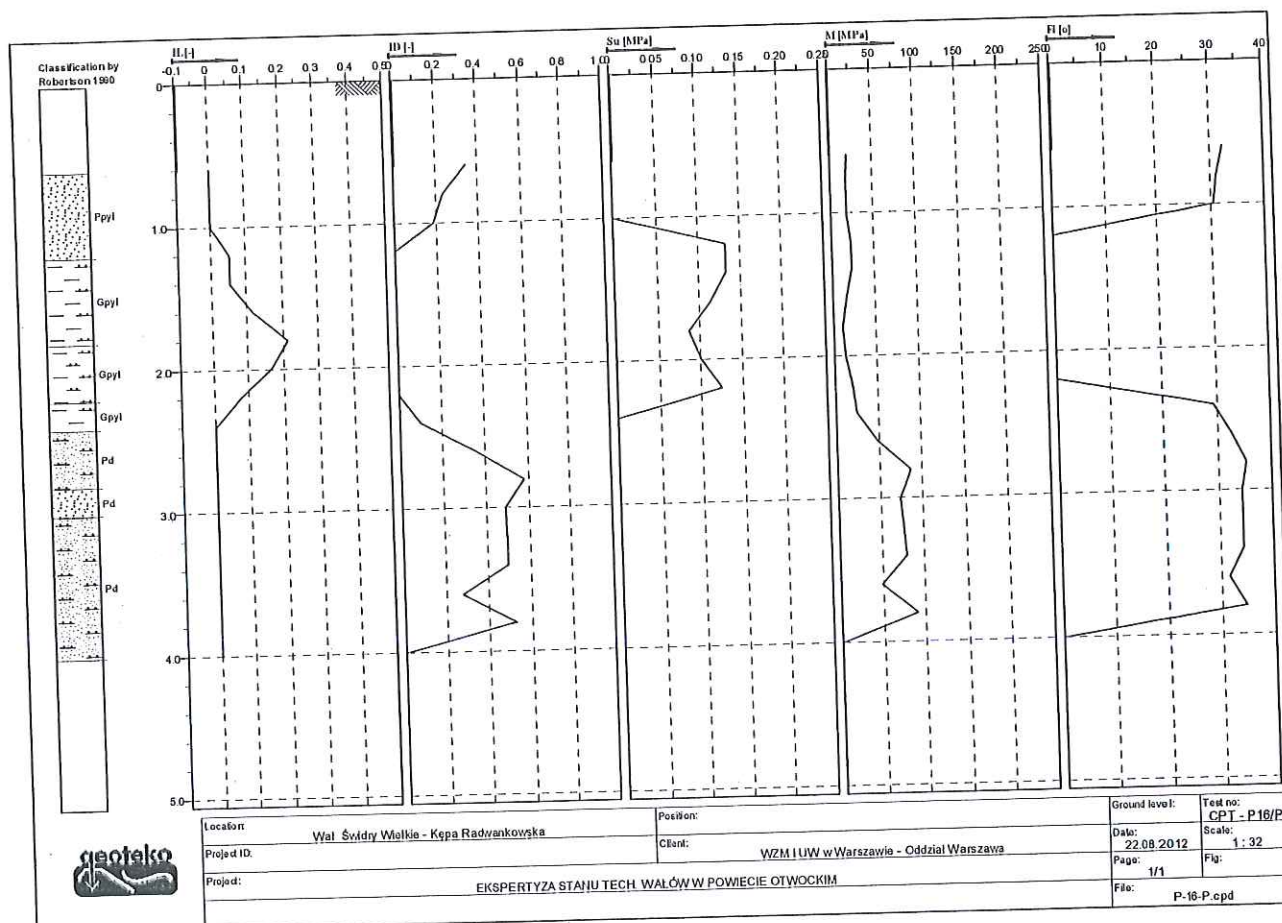 Classification by
Robertson 1990
IL [-]
-0.1 0 0.1 0.2 0.3 0.4 0.5
ID [-]
0 0.2 0.4 0.6 0.8 1.0
Su [MPa]
0 0.05 0.10 0.14 0.20 0.2
M [MPa]
0 50 100 150 200 250
FI [o]
0 10 20 30 40
0
1.0
2.0
3.0
4.0
5.0
Ppyl
Gpyl
Gpyl
Gpyl
Pd
Pd
Pd
geoteko
Location:
Wał Świdry Wielkie - Kępa Radwankowska
Position:
Ground level:
Test no:
CPT - P16/P
Project ID:
Client:
WZM I UW w Warszawie - Oddział Warszawa
Date:
22.08.2012
Scale:
1 : 32
Project:
EKSPERTYZA STANU TECH. WAŁÓW W POWIECIE OTWOCKIM
Page:
1/1
Fig:
File:
P-16-P.cpd